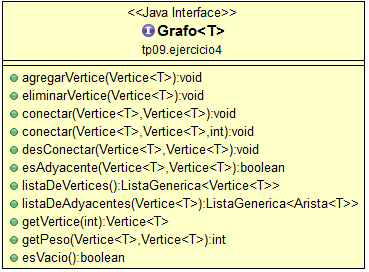 <<Java Interface>>
I Grafo<T>
tp09.ejercicio4
agregarVertice(Vertice<T>):void
eliminarVertice(Vertice<T>):void
conectar(Vertice<T>,Vertice<T>):void
conectar(Vertice<T>,Vertice<T>,int):void
desConectar(Vertice<T>,Vertice<T>):void
esAdyacente(Vertice<T>,Vertice<T>):boolean
listaDeVertices():ListaGenerica<Vertice<T>>
listaDeAdyacentes(Vertice<T>):ListaGenerica<Arista<T>>
getVertice(int):Vertice<T>
getPeso(Vertice<T>,Vertice<T>):int
esVacio():boolean